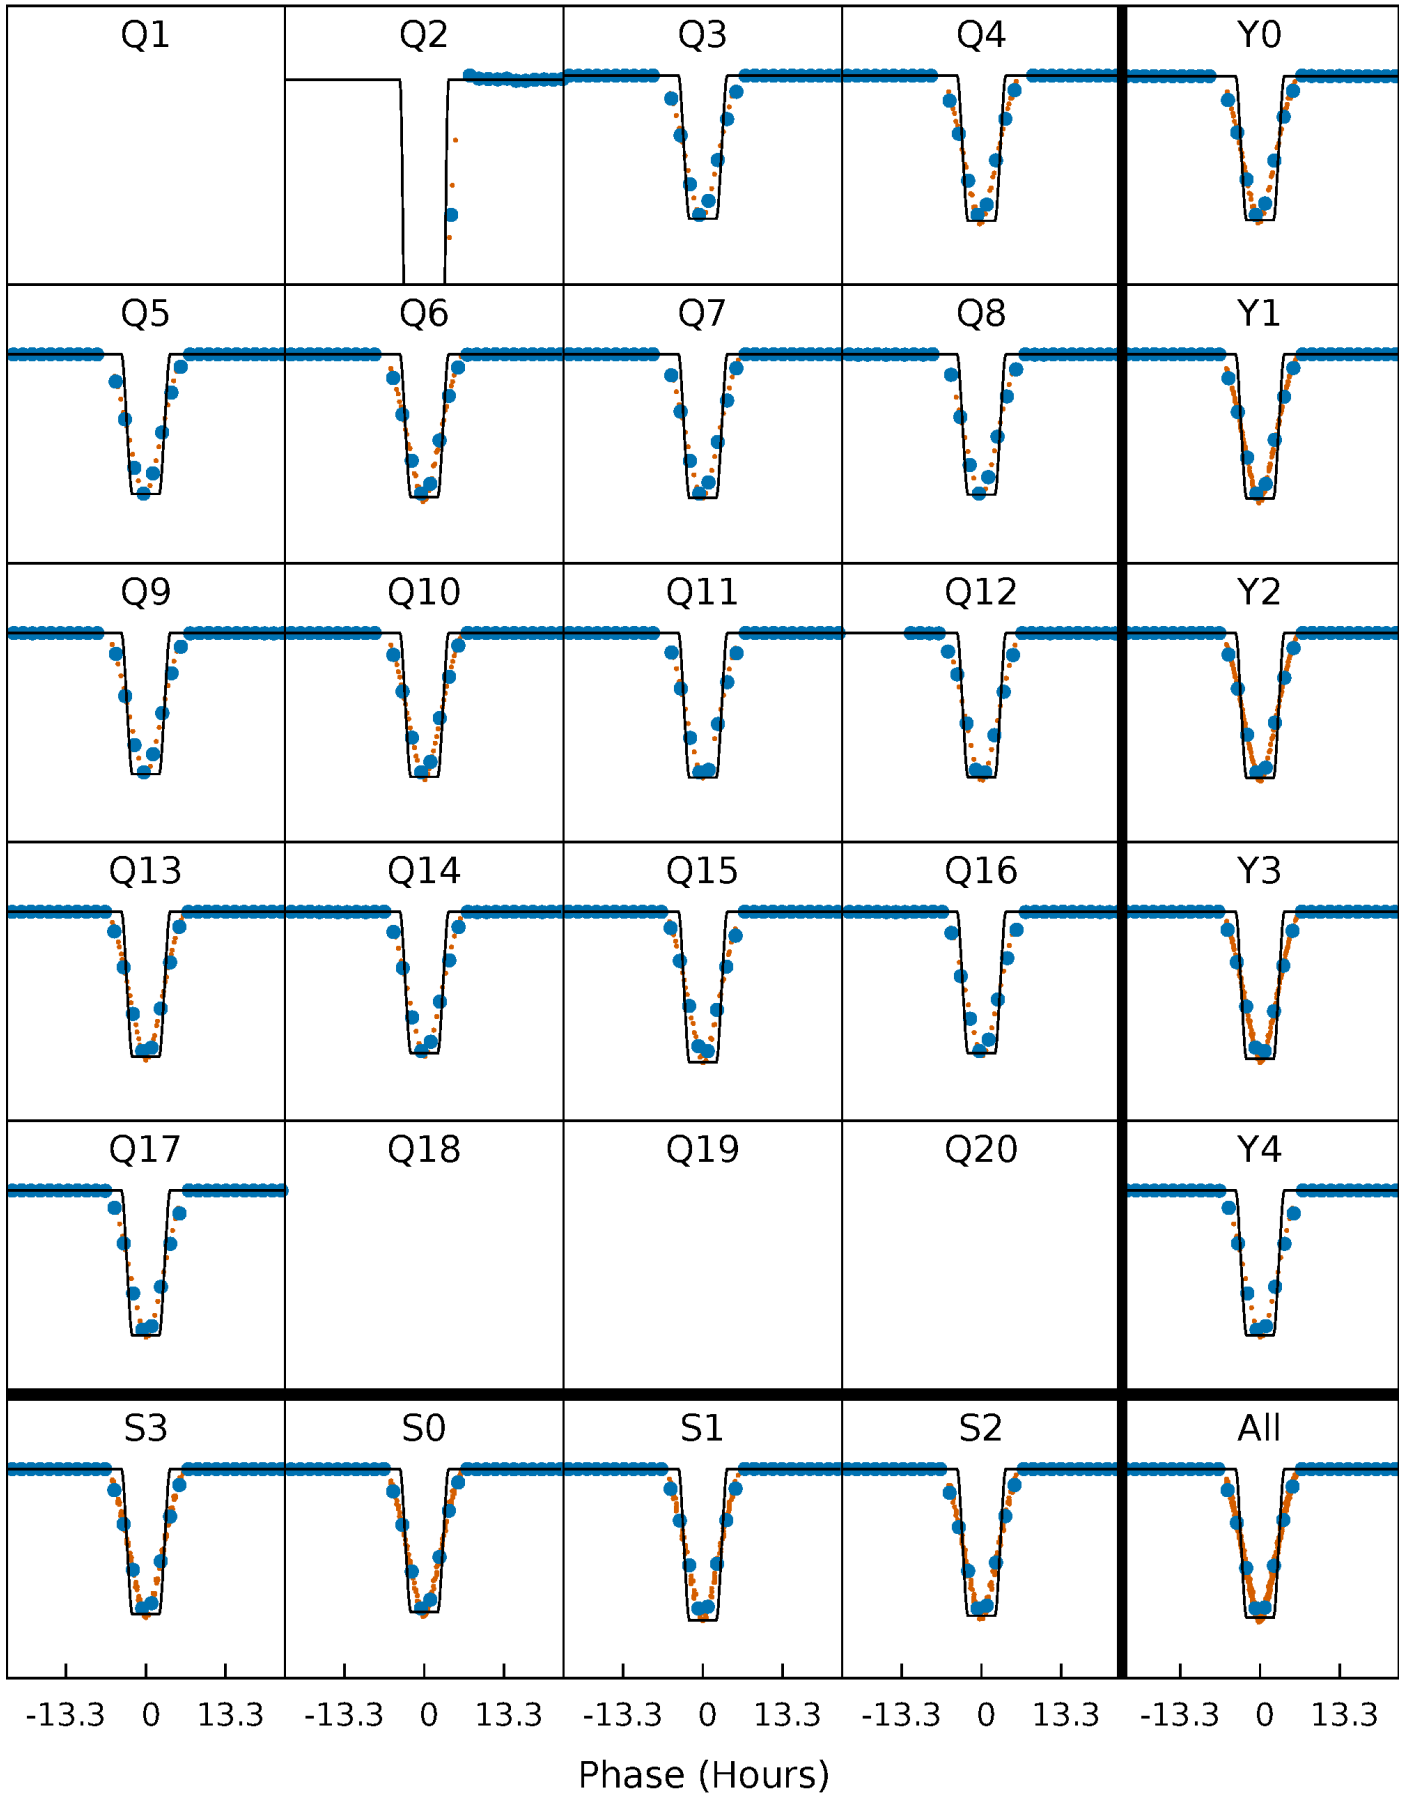 Q1 Q2 Q3 Q4 Y0
Q5 Q6 Q7 Q8 Y1
Q9 Q10 Q11 Q12 Y2
Q13 Q14 Q15 Q16 Y3
Q17 Q18 Q19 Q20 Y4
S3 S0 S1 S2 All
-13.3 0 13.3 -13.3 0 13.3 -13.3 0 13.3 -13.3 0 13.3 -13.3 0 13.3
Phase (Hours)